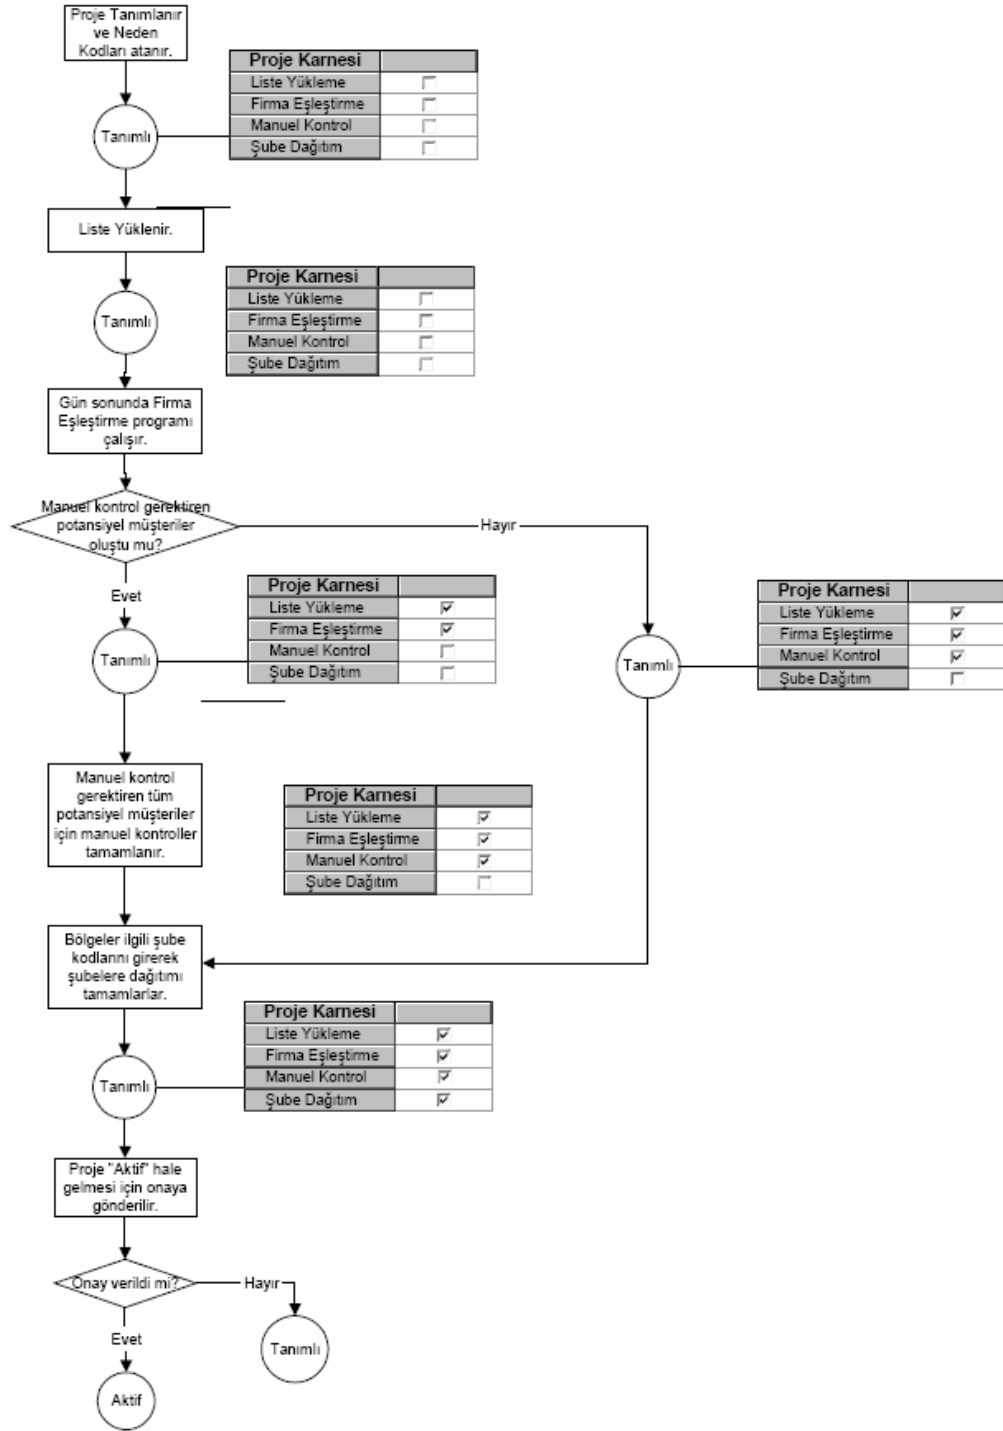 Proje Tanımlanır
ve Neden
Kodları atanır.
Proje Karnesi
Liste Yükleme
Firma Eşleştirme
Manuel Kontrol
Şube Dağıtım
Tanımlı
Liste Yüklenir.
Proje Karnesi
Liste Yükleme
Firma Eşleştirme
Manuel Kontrol
Şube Dağıtım
Tanımlı
Gün sonunda Firma
Eşleştirme programı
çalışır.
Manuel kontrol gerektiren
potansiyel müşteriler
oluştu mu?
Hayır
Evet
Proje Karnesi
Liste Yükleme
Firma Eşleştirme
Manuel Kontrol
Şube Dağıtım
Tanımlı
Tanımlı
Proje Karnesi
Liste Yükleme
Firma Eşleştirme
Manuel Kontrol
Şube Dağıtım
Manuel kontrol
gerektiren tüm
potansiyel müşteriler
için manuel kontroller
tamamlanır.
Proje Karnesi
Liste Yükleme
Firma Eşleştirme
Manuel Kontrol
Şube Dağıtım
Bölgeler ilgili şube
kodlarını girerek
şubelere dağıtımı
tamamlarlar.
Proje Karnesi
Liste Yükleme
Firma Eşleştirme
Manuel Kontrol
Şube Dağıtım
Tanımlı
Proje "Aktif" hale
gelmesi için onaya
gönderilir.
Onay verildi mi?
Hayır
Evet
Tanımlı
Aktif